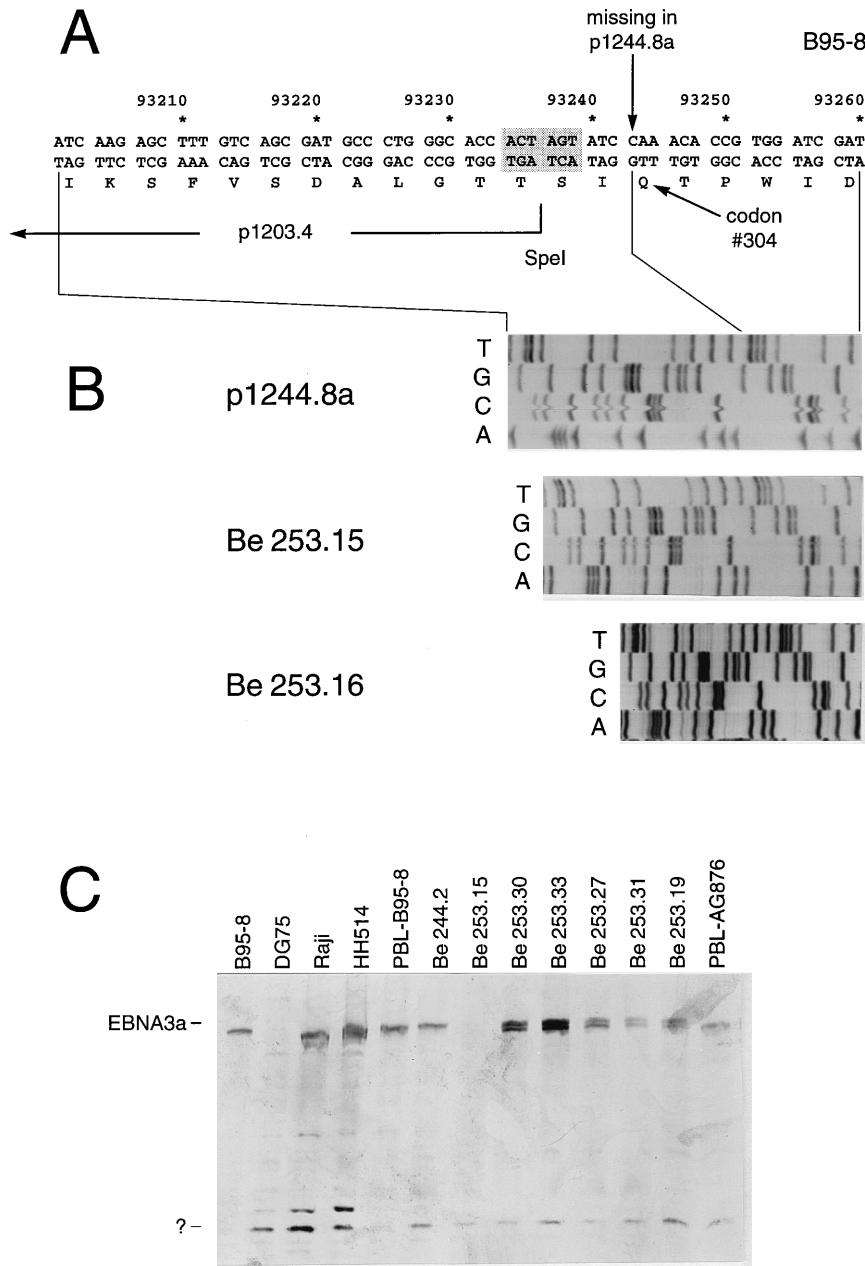 A
missing in
p1244.8a
B95-8
93210 93220 93230 93240 93250 93260
* * * * * *
ATC AAG AGC TTT GTC AGC GAT GCC CTG GGC ACC ACT AGT ATC CAA ACA CCG TGG ATC GAT
TAG TTC TCG AAA CAG TCG CTA CGG GAC CCG TGG TGA TCA TAG GTT TGT GGC ACC TAG CTA
I K S F V S D A L G T T S I Q T P W I D
p1203.4
SpeI
codon
#304
B
p1244.8a
T
G
C
A
Be 253.15
T
G
C
A
Be 253.16
T
G
C
A
C
B95-8
DG75
Raji
HH514
PBL-B95-8
Be 244.2
Be 253.15
Be 253.30
Be 253.33
Be 253.27
Be 253.31
Be 253.19
PBL-AG876
EBNA3a –
? –